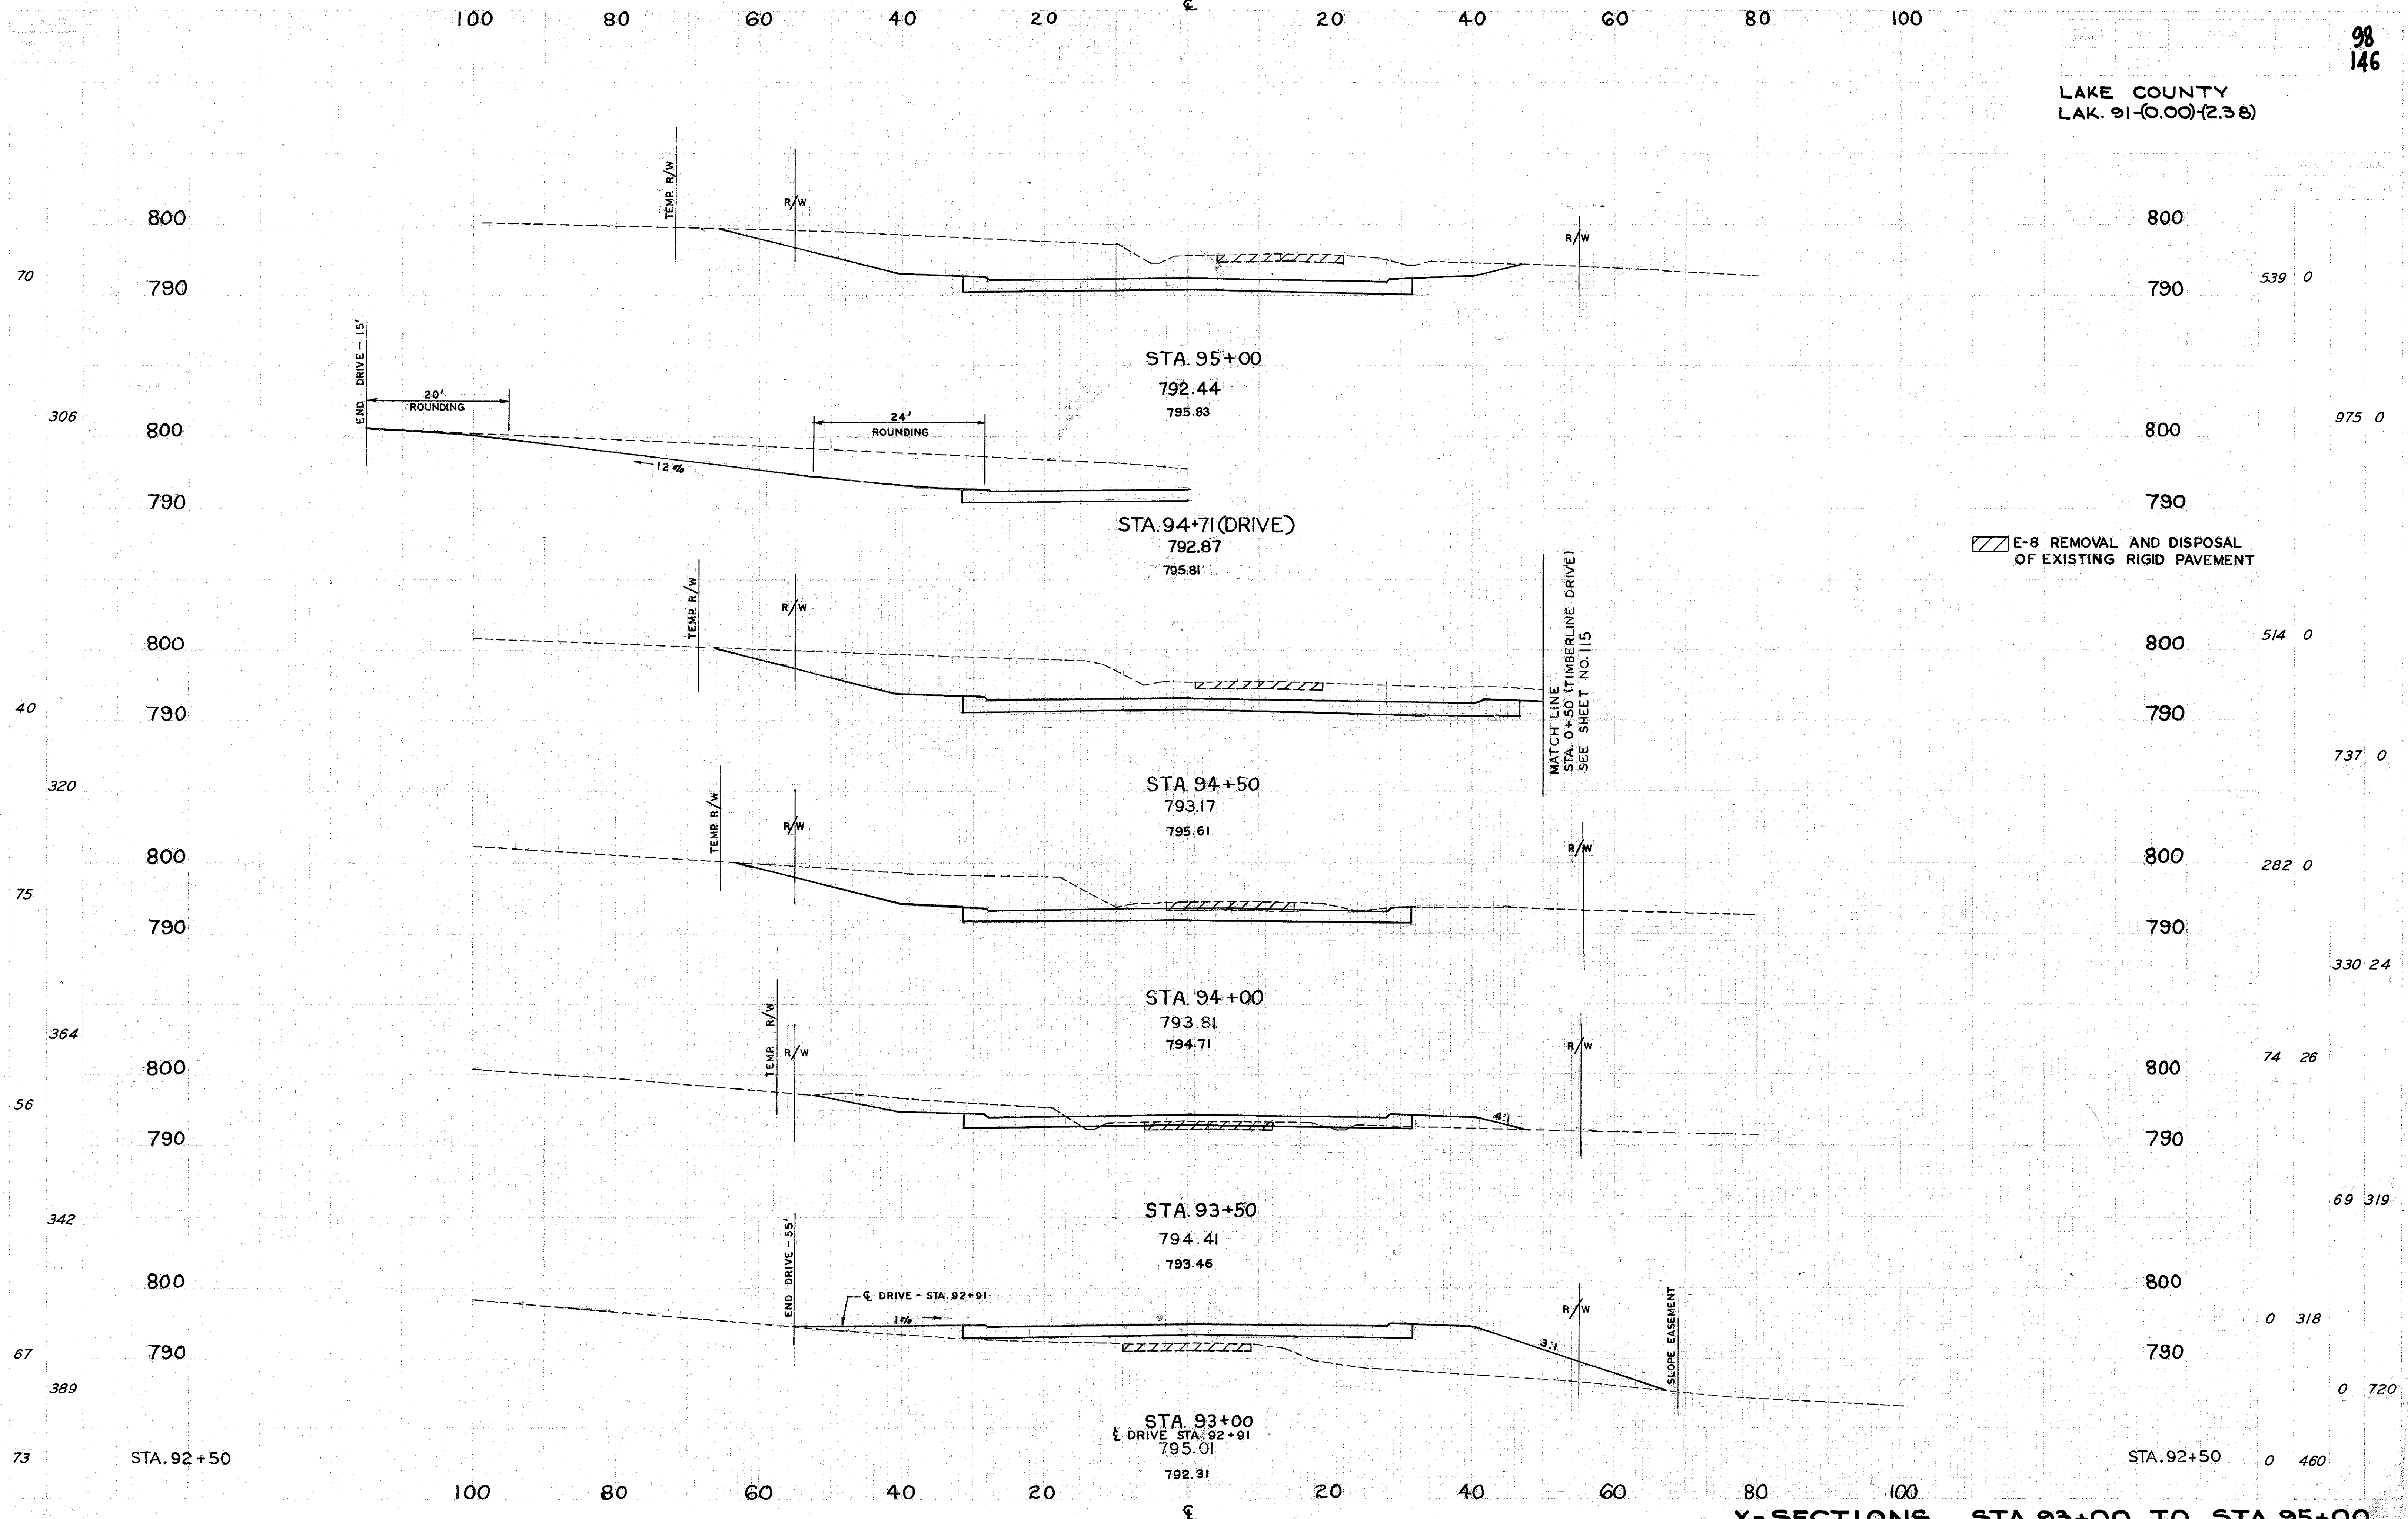 100 80 60 40 20 ℄ 20 40 60 80 100
98
146
LAKE COUNTY
LAK. 91-(0.00)-(2.38)
TEMP. R/W
R/W
R/W
800 800
70 790 790 539 0
STA. 95+00
792.44
795.83
END DRIVE - 15'
20'
ROUNDING
24'
ROUNDING
306 975 0
800 800
12%
790 790
STA. 94+71 (DRIVE)
792.87
795.81
E-8 REMOVAL AND DISPOSAL
OF EXISTING RIGID PAVEMENT
TEMP. R/W
R/W
MATCH LINE
STA. 0+50 (TIMBERLINE DRIVE)
SEE SHEET NO. 115
800 800 514 0
40 790 790
737 0
320
STA 94+50
793.17
795.61
TEMP. R/W
R/W
R/W
800 800 282 0
75 790 790
330 24
STA. 94+00
793.81
794.71
364
TEMP. R/W
R/W
R/W
800 800 74 26
56 790 790
4:1
69 319
342
STA. 93+50
794.41
793.46
END DRIVE - 55'
℄ DRIVE - STA. 92+91
1%
R/W
SLOPE EASEMENT
3:1
800 800 0 318
67 790 790
389 0 720
STA. 93+00
℄ DRIVE STA. 92+91
795.01
792.31
73 STA. 92+50 STA. 92+50 0 460
100 80 60 40 20 ℄ 20 40 60 80 100
X-SECTIONS STA. 93+00 TO STA. 95+00